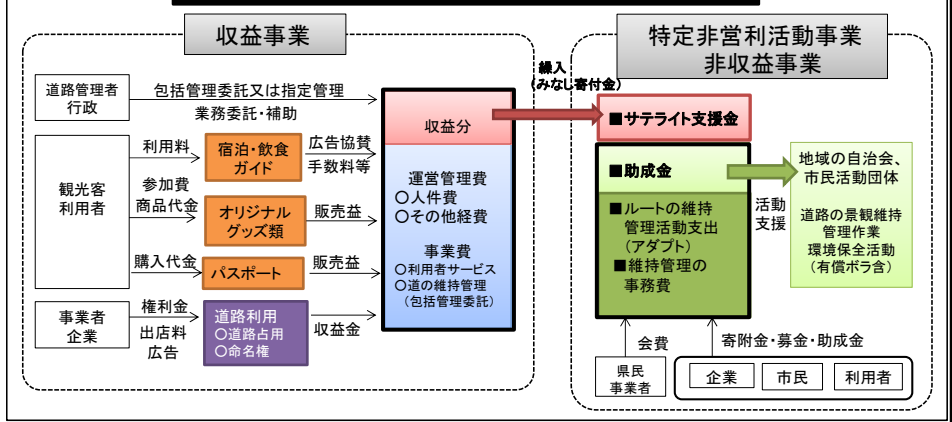 収益事業
特定非営利活動事業
非収益事業
道路管理者
行政
包括管理委託又は指定管理
業務委託・補助
観光客
利用者
利用料
宿泊・飲食
ガイド
広告協賛
手数料等
参加費
商品代金
オリジナル
グッズ類
販売益
購入代金
パスポート
販売益
事業者
企業
権利金
出店料
広告
道路利用
〇道路占用
〇命名権
収益金
収益分
運営管理費
〇人件費
〇その他経費
事業費
〇利用者サービス
〇道の維持管理
(包括管理委託)
繰入
(みなし寄付金)
■サテライト支援金
■助成金
■ルートの維持
管理活動支出
(アダプト)
■維持管理の
事務費
活動
支援
地域の自治会、
市民活動団体
道路の景観維持
管理作業
環境保全活動
(有償ボラ含)
会費
県民
事業者
寄附金・募金・助成金
企業
市民
利用者